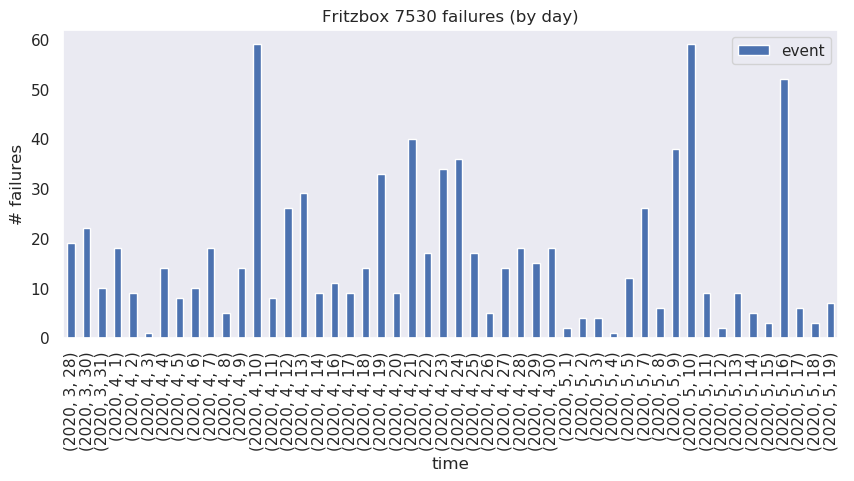 Fritzbox 7530 failures (by day)
event
# failures
60
50
40
30
20
10
0
(2020, 3, 28)
(2020, 3, 30)
(2020, 3, 31)
(2020, 4, 1)
(2020, 4, 2)
(2020, 4, 3)
(2020, 4, 4)
(2020, 4, 5)
(2020, 4, 6)
(2020, 4, 7)
(2020, 4, 8)
(2020, 4, 9)
(2020, 4, 10)
(2020, 4, 11)
(2020, 4, 12)
(2020, 4, 13)
(2020, 4, 14)
(2020, 4, 16)
(2020, 4, 17)
(2020, 4, 18)
(2020, 4, 19)
(2020, 4, 20)
(2020, 4, 21)
(2020, 4, 22)
(2020, 4, 23)
(2020, 4, 24)
(2020, 4, 25)
(2020, 4, 26)
(2020, 4, 27)
(2020, 4, 28)
(2020, 4, 29)
(2020, 4, 30)
(2020, 5, 1)
(2020, 5, 2)
(2020, 5, 3)
(2020, 5, 4)
(2020, 5, 5)
(2020, 5, 7)
(2020, 5, 8)
(2020, 5, 9)
(2020, 5, 10)
(2020, 5, 11)
(2020, 5, 12)
(2020, 5, 13)
(2020, 5, 14)
(2020, 5, 15)
(2020, 5, 16)
(2020, 5, 17)
(2020, 5, 18)
(2020, 5, 19)
time